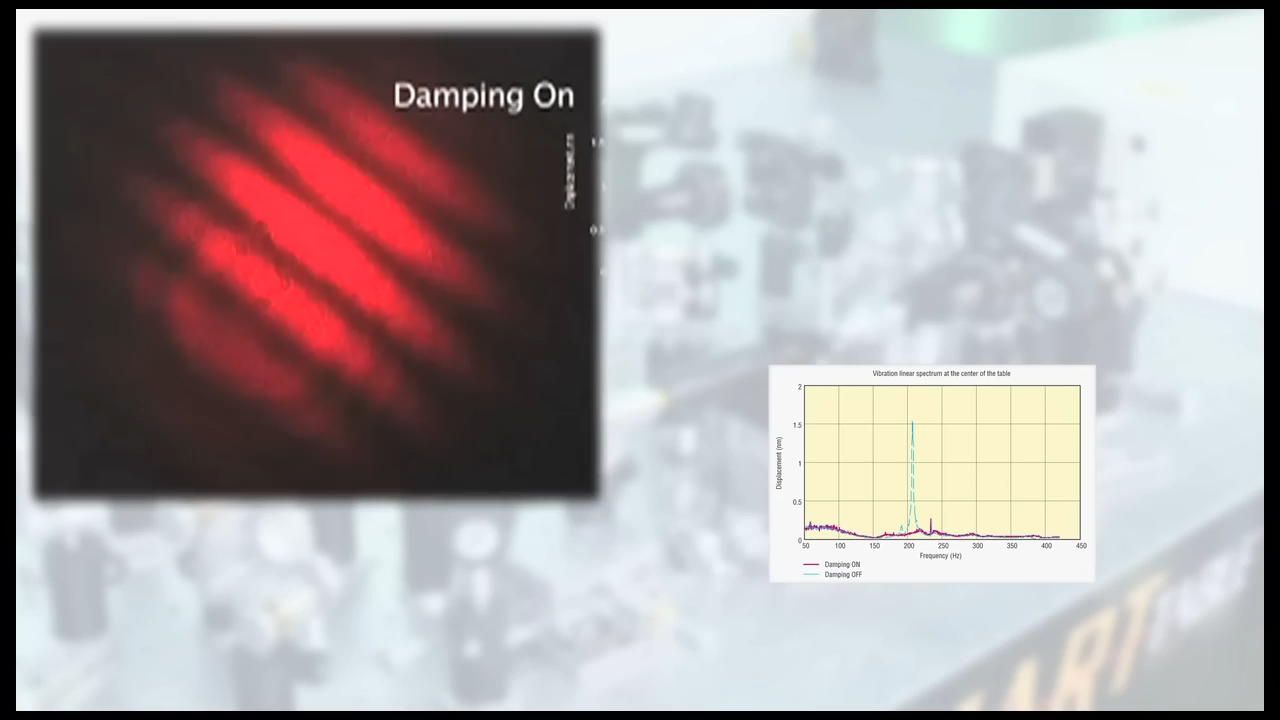 Damping On
Vibration linear spectrum at the center of the table
Displacement (nm)
2
1.5
1
0.5
0
50 100 150 200 250 300 350 400 450
Frequency (Hz)
Damping ON
Damping OFF
ART